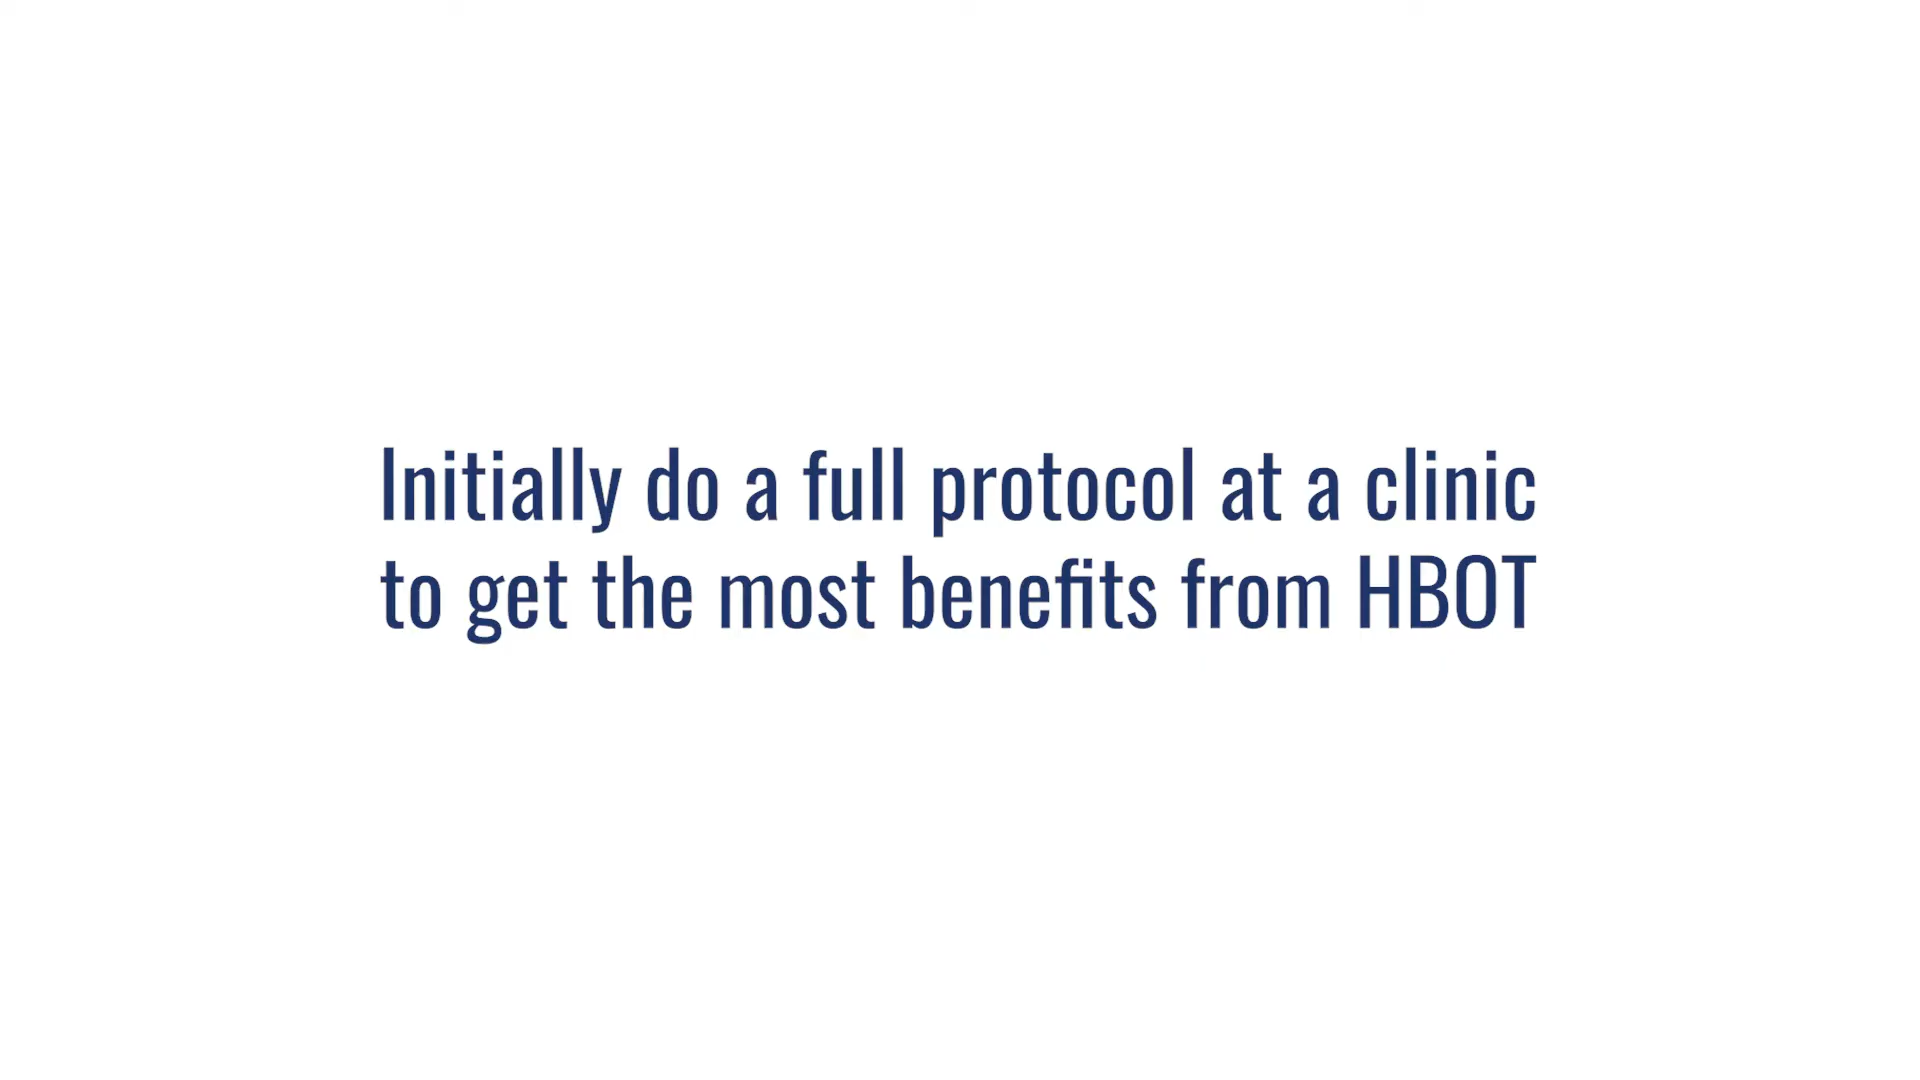 Initially do a full protocol at a clinic
to get the most benefits from HBOT